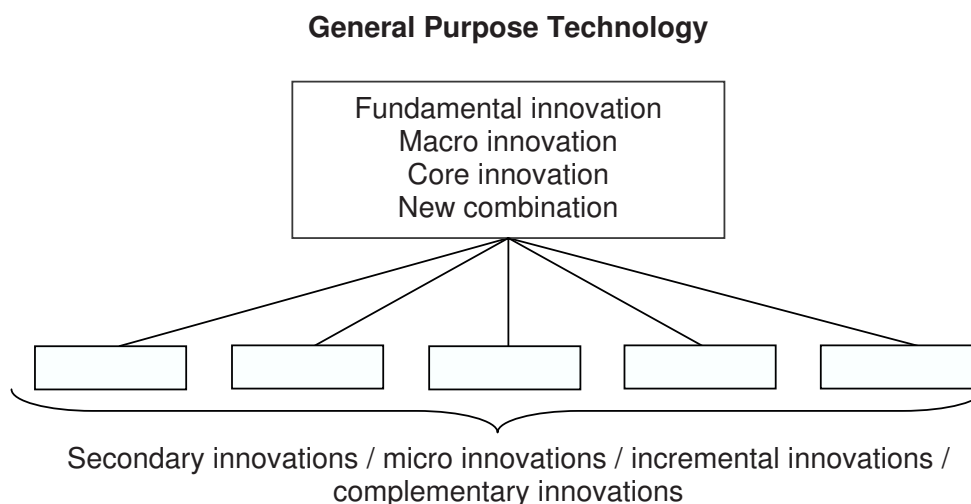 General Purpose Technology
Fundamental innovation
Macro innovation
Core innovation
New combination
Secondary innovations / micro innovations / incremental innovations /
complementary innovations